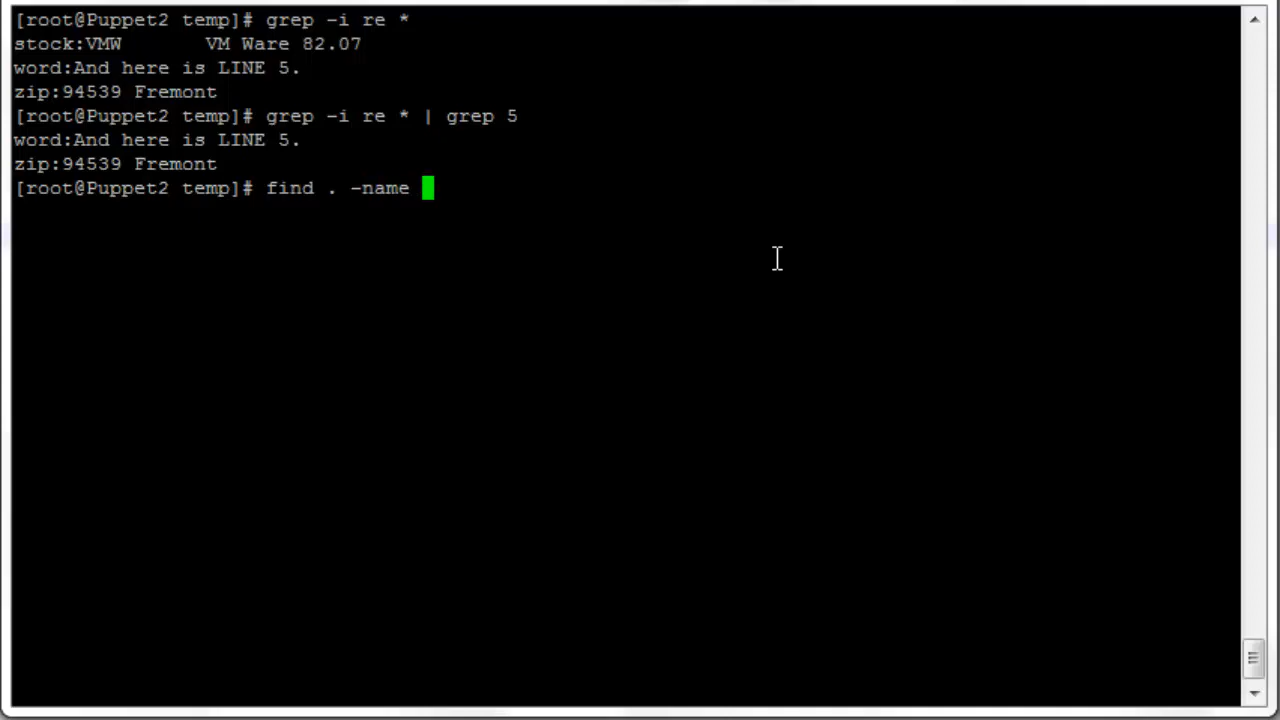 [root@Puppet2 temp]# grep -i re *
stock:VMW       VM Ware 82.07
word:And here is LINE 5.
zip:94539 Fremont
[root@Puppet2 temp]# grep -i re * | grep 5
word:And here is LINE 5.
zip:94539 Fremont
[root@Puppet2 temp]# find . -name